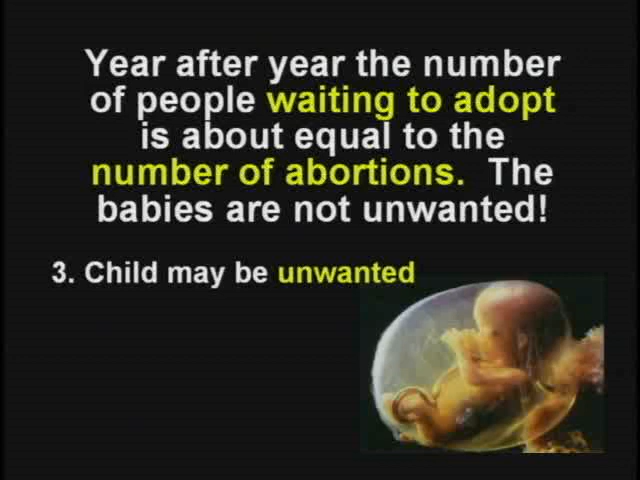 Year after year the number
of people waiting to adopt
is about equal to the
number of abortions. The
babies are not unwanted!
3. Child may be unwanted